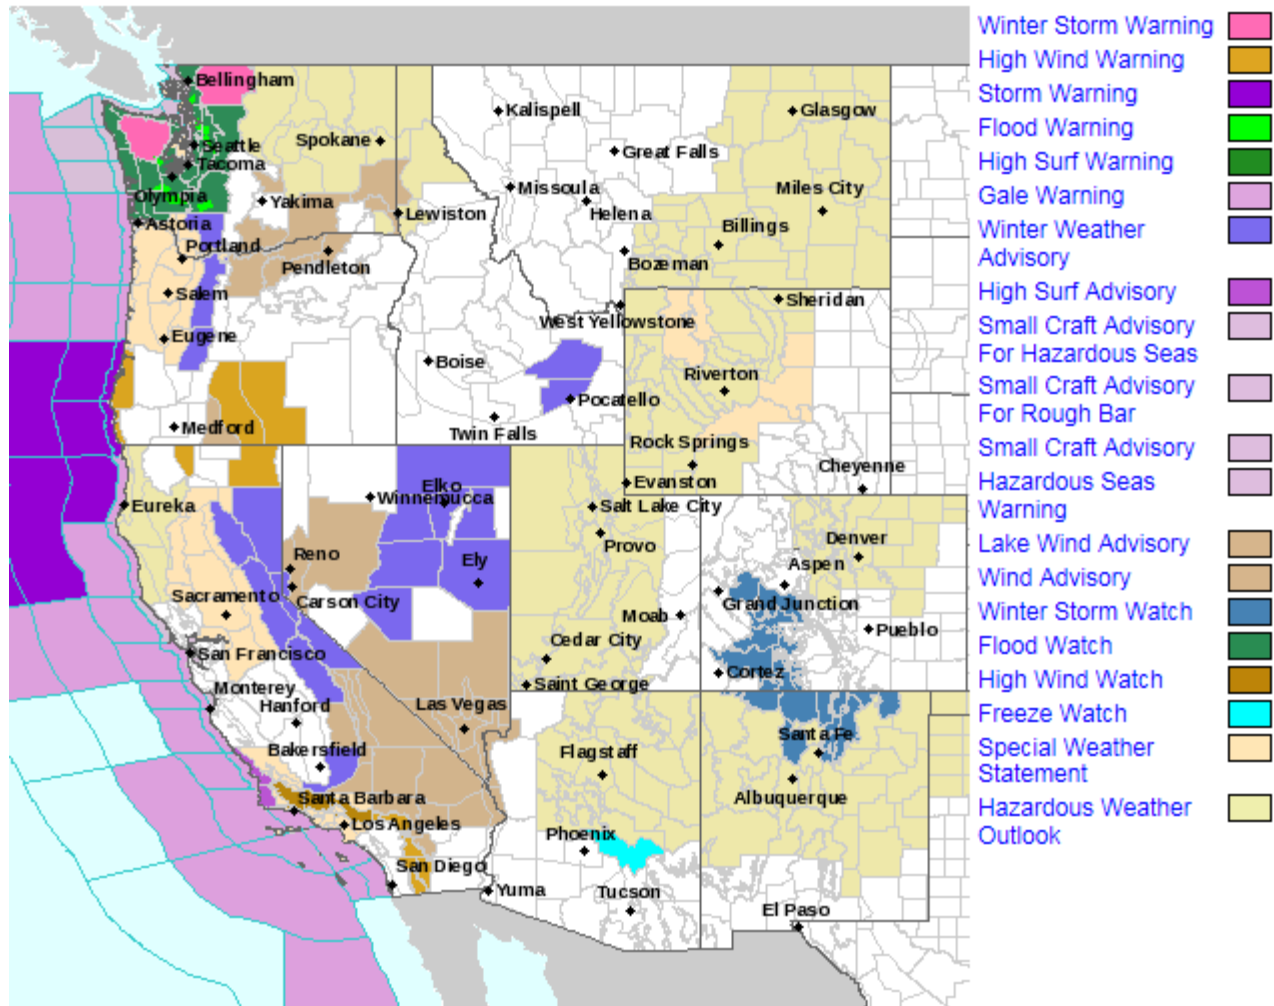 Winter Storm Warning
High Wind Warning
Storm Warning
Flood Warning
High Surf Warning
Gale Warning
Winter Weather
Advisory
High Surf Advisory
Small Craft Advisory
For Hazardous Seas
Small Craft Advisory
For Rough Bar
Small Craft Advisory
Hazardous Seas
Warning
Lake Wind Advisory
Wind Advisory
Winter Storm Watch
Flood Watch
High Wind Watch
Freeze Watch
Special Weather
Statement
Hazardous Weather
Outlook
Bellingham
Kalispell
Glasgow
Spokane
Seattle
Great Falls
Tacoma
Missoula
Miles City
Olympia
Yakima
Lewiston
Helena
Astoria
Billings
Portland
Pendleton
Bozeman
Salem
Sheridan
West Yellowstone
Eugene
Boise
Riverton
Pocatello
Medford
Twin Falls
Rock Springs
Cheyenne
Evanston
Elko
Winnemucca
Eureka
Salt Lake City
Denver
Provo
Reno
Ely
Aspen
Sacramento
Carson City
Grand Junction
Moab
Pueblo
Cedar City
San Francisco
Cortez
Saint George
Monterey
Hanford
Las Vegas
Santa Fe
Bakersfield
Flagstaff
Santa Barbara
Albuquerque
Los Angeles
Phoenix
San Diego
Yuma
Tucson
El Paso